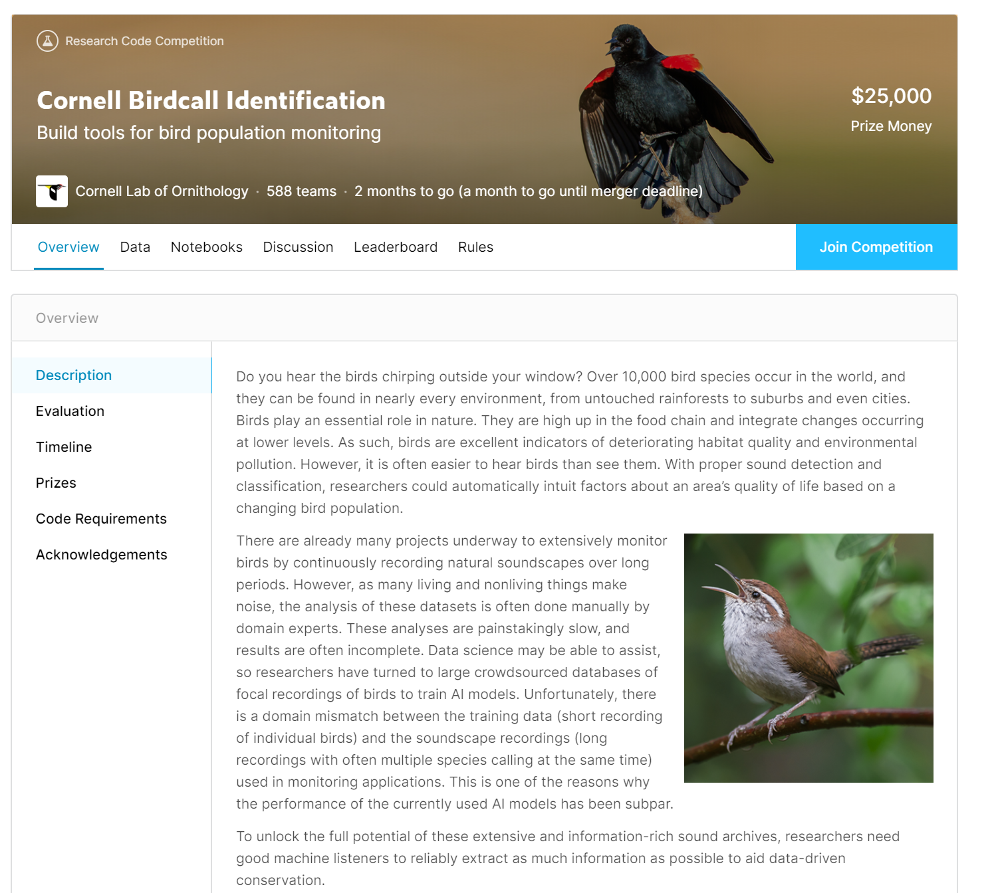 Research Code Competition
Cornell Birdcall Identification
Build tools for bird population monitoring
$25,000
Prize Money
Cornell Lab of Ornithology · 588 teams · 2 months to go (a month to go until merger deadline)
Overview Data Notebooks Discussion Leaderboard Rules Join Competition
Overview
Description
Evaluation
Timeline
Prizes
Code Requirements
Acknowledgements
Do you hear the birds chirping outside your window? Over 10,000 bird species occur in the world, and
they can be found in nearly every environment, from untouched rainforests to suburbs and even cities.
Birds play an essential role in nature. They are high up in the food chain and integrate changes occurring
at lower levels. As such, birds are excellent indicators of deteriorating habitat quality and environmental
pollution. However, it is often easier to hear birds than see them. With proper sound detection and
classification, researchers could automatically intuit factors about an area’s quality of life based on a
changing bird population.
There are already many projects underway to extensively monitor
birds by continuously recording natural soundscapes over long
periods. However, as many living and nonliving things make
noise, the analysis of these datasets is often done manually by
domain experts. These analyses are painstakingly slow, and
results are often incomplete. Data science may be able to assist,
so researchers have turned to large crowdsourced databases of
focal recordings of birds to train AI models. Unfortunately, there
is a domain mismatch between the training data (short recording
of individual birds) and the soundscape recordings (long
recordings with often multiple species calling at the same time)
used in monitoring applications. This is one of the reasons why
the performance of the currently used AI models has been subpar.
To unlock the full potential of these extensive and information-rich sound archives, researchers need
good machine listeners to reliably extract as much information as possible to aid data-driven
conservation.